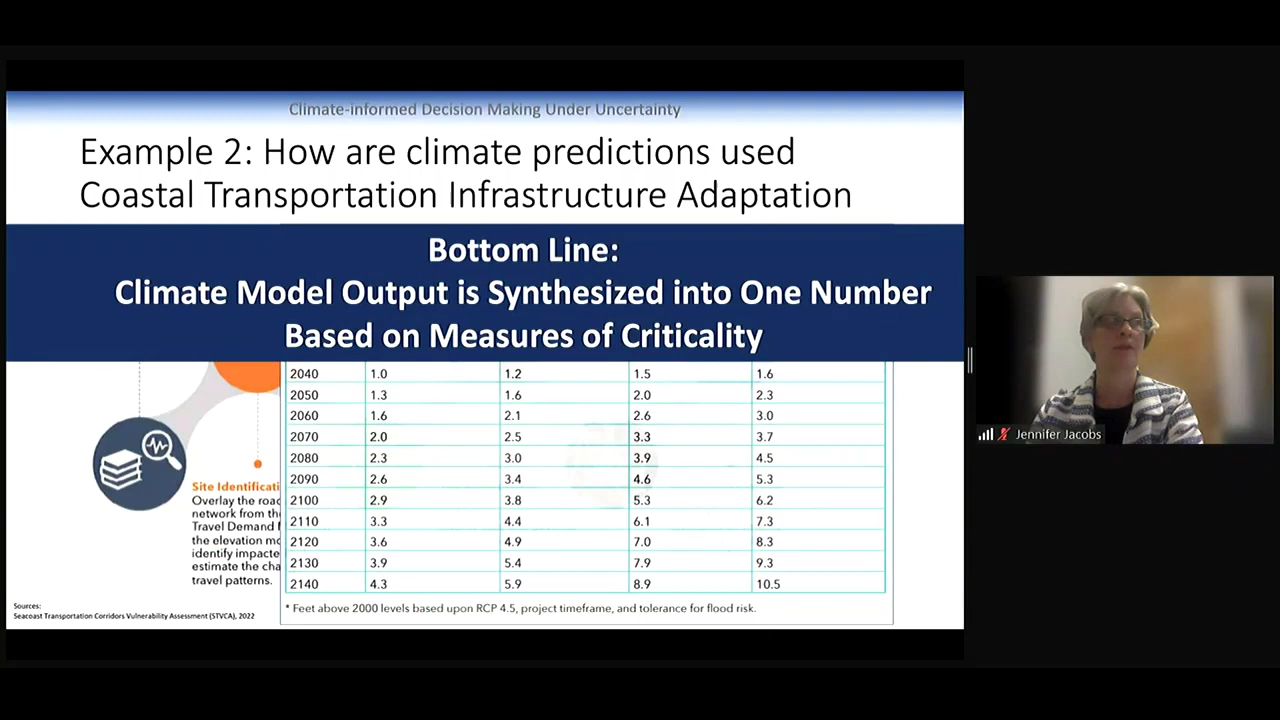 Climate-informed Decision Making Under Uncertainty
Example 2: How are climate predictions used
Coastal Transportation Infrastructure Adaptation
Bottom Line:
Climate Model Output is Synthesized into One Number
Based on Measures of Criticality
2040 1.0 1.2 1.5 1.6
2050 1.3 1.6 2.0 2.3
2060 1.6 2.1 2.6 3.0
2070 2.0 2.5 3.3 3.7
2080 2.3 3.0 3.9 4.5
2090 2.6 3.4 4.6 5.3
2100 2.9 3.8 5.3 6.2
2110 3.3 4.4 6.1 7.3
2120 3.6 4.9 7.0 8.3
2130 3.9 5.4 7.9 9.3
2140 4.3 5.9 8.9 10.5
* Feet above 2000 levels based upon RCP 4.5, project timeframe, and tolerance for flood risk.
Site Identificati
Overlay the road
network from th
Travel Demand
the elevation mo
identify impacte
estimate the cha
travel patterns.
Sources:
Seacoast Transportation Corridors Vulnerability Assessment (STVCA), 2022
Jennifer Jacobs